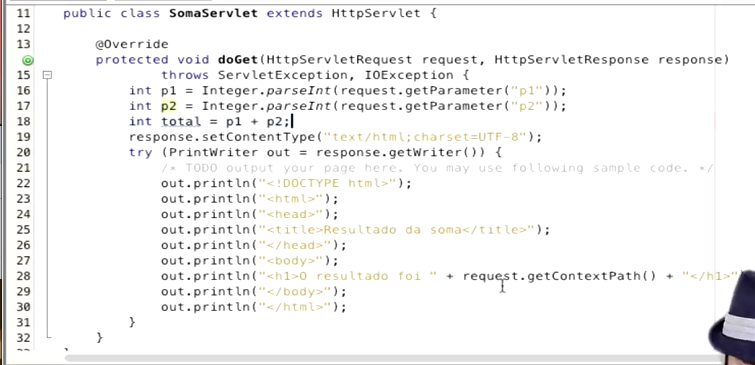 11 public class SomaServlet extends HttpServlet {
12
13 @Override
protected void doGet(HttpServletRequest request, HttpServletResponse response)
15 throws ServletException, IOException {
16 int p1 = Integer.parseInt(request.getParameter("p1"));
17 int p2 = Integer.parseInt(request.getParameter("p2"));
18 int total = p1 + p2;
19 response.setContentType("text/html;charset=UTF-8");
20 try (PrintWriter out = response.getWriter()) {
21 /* TODO output your page here. You may use following sample code. */
22 out.println("<!DOCTYPE html>");
23 out.println("<html>");
24 out.println("<head>");
25 out.println("<title>Resultado da soma</title>");
26 out.println("</head>");
27 out.println("<body>");
28 out.println("<h1>O resultado foi " + request.getContextPath() + "</h1>"
29 out.println("</body>");
30 out.println("</html>");
31 }
32 }